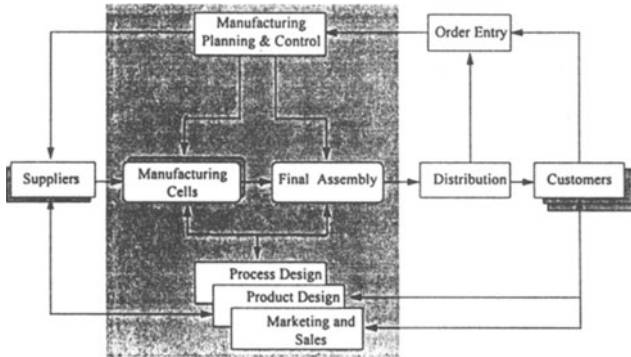 Manufacturing
Planning & Control
Order Entry
Suppliers
Manufacturing
Cells
Final Assembly
Distribution
Customers
Process Design
Product Design
Marketing and
Sales